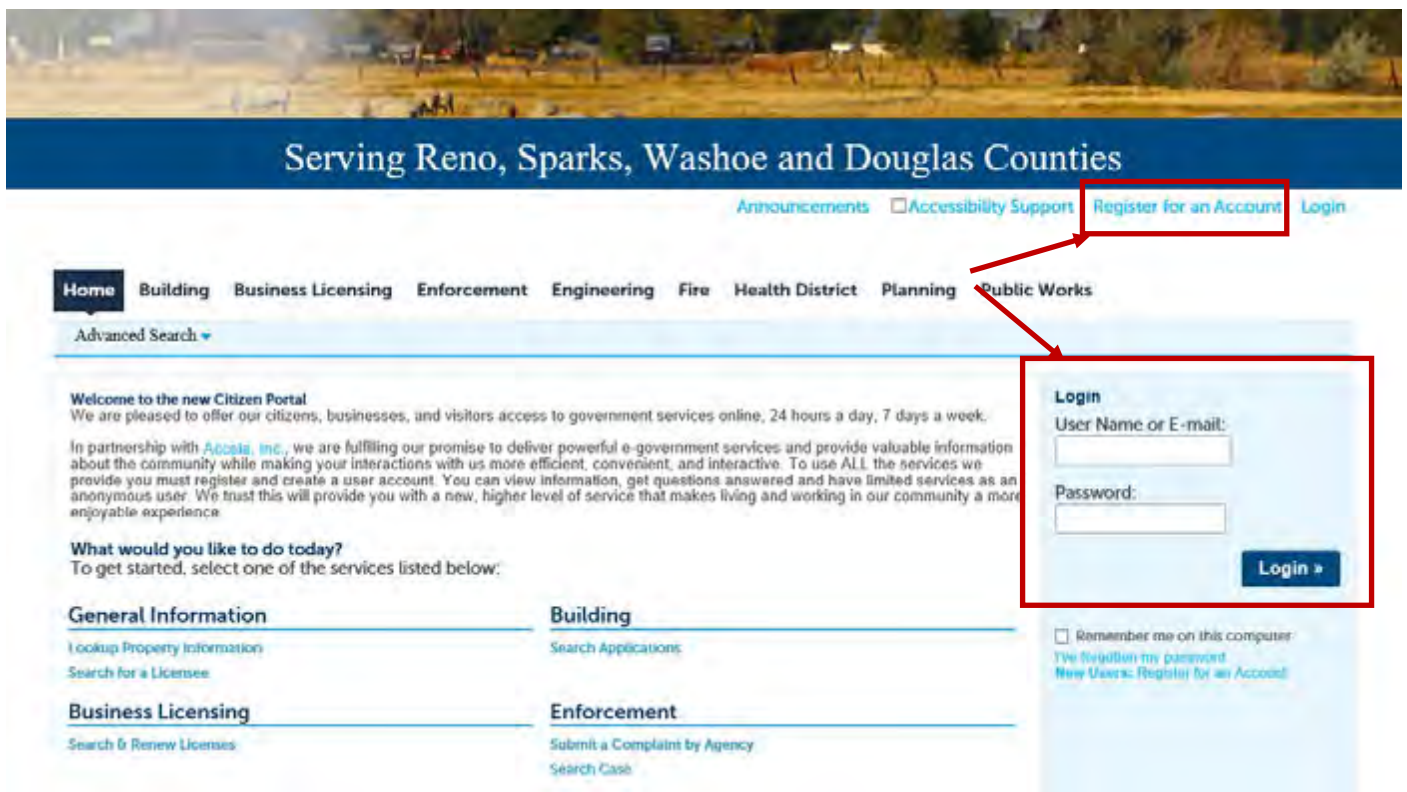 Serving Reno, Sparks, Washoe and Douglas Counties
Announcements Accessibility Support Register for an Account Login
Home Building Business Licensing Enforcement Engineering Fire Health District Planning Public Works
Advanced Search
Welcome to the new Citizen Portal
We are pleased to offer our citizens, businesses, and visitors access to government services online, 24 hours a day, 7 days a week.
In partnership with Accela, Inc., we are fulfilling our promise to deliver powerful e-government services and provide valuable information
about the community while making your interactions with us more efficient, convenient, and interactive. To use ALL the services we
provide you must register and create a user account. You can view information, get questions answered and have limited services as an
anonymous user. We trust this will provide you with a new, higher level of service that makes living and working in our community a more
enjoyable experience.
What would you like to do today?
To get started, select one of the services listed below:
General Information
Lookup Property Information
Search for a Licensee
Building
Search Applications
Business Licensing
Search & Renew Licenses
Enforcement
Submit a Complaint by Agency
Search Case
Login
User Name or E-mail:
Password:
Login »
Remember me on this computer
I've forgotten my password
New Users: Register for an Account